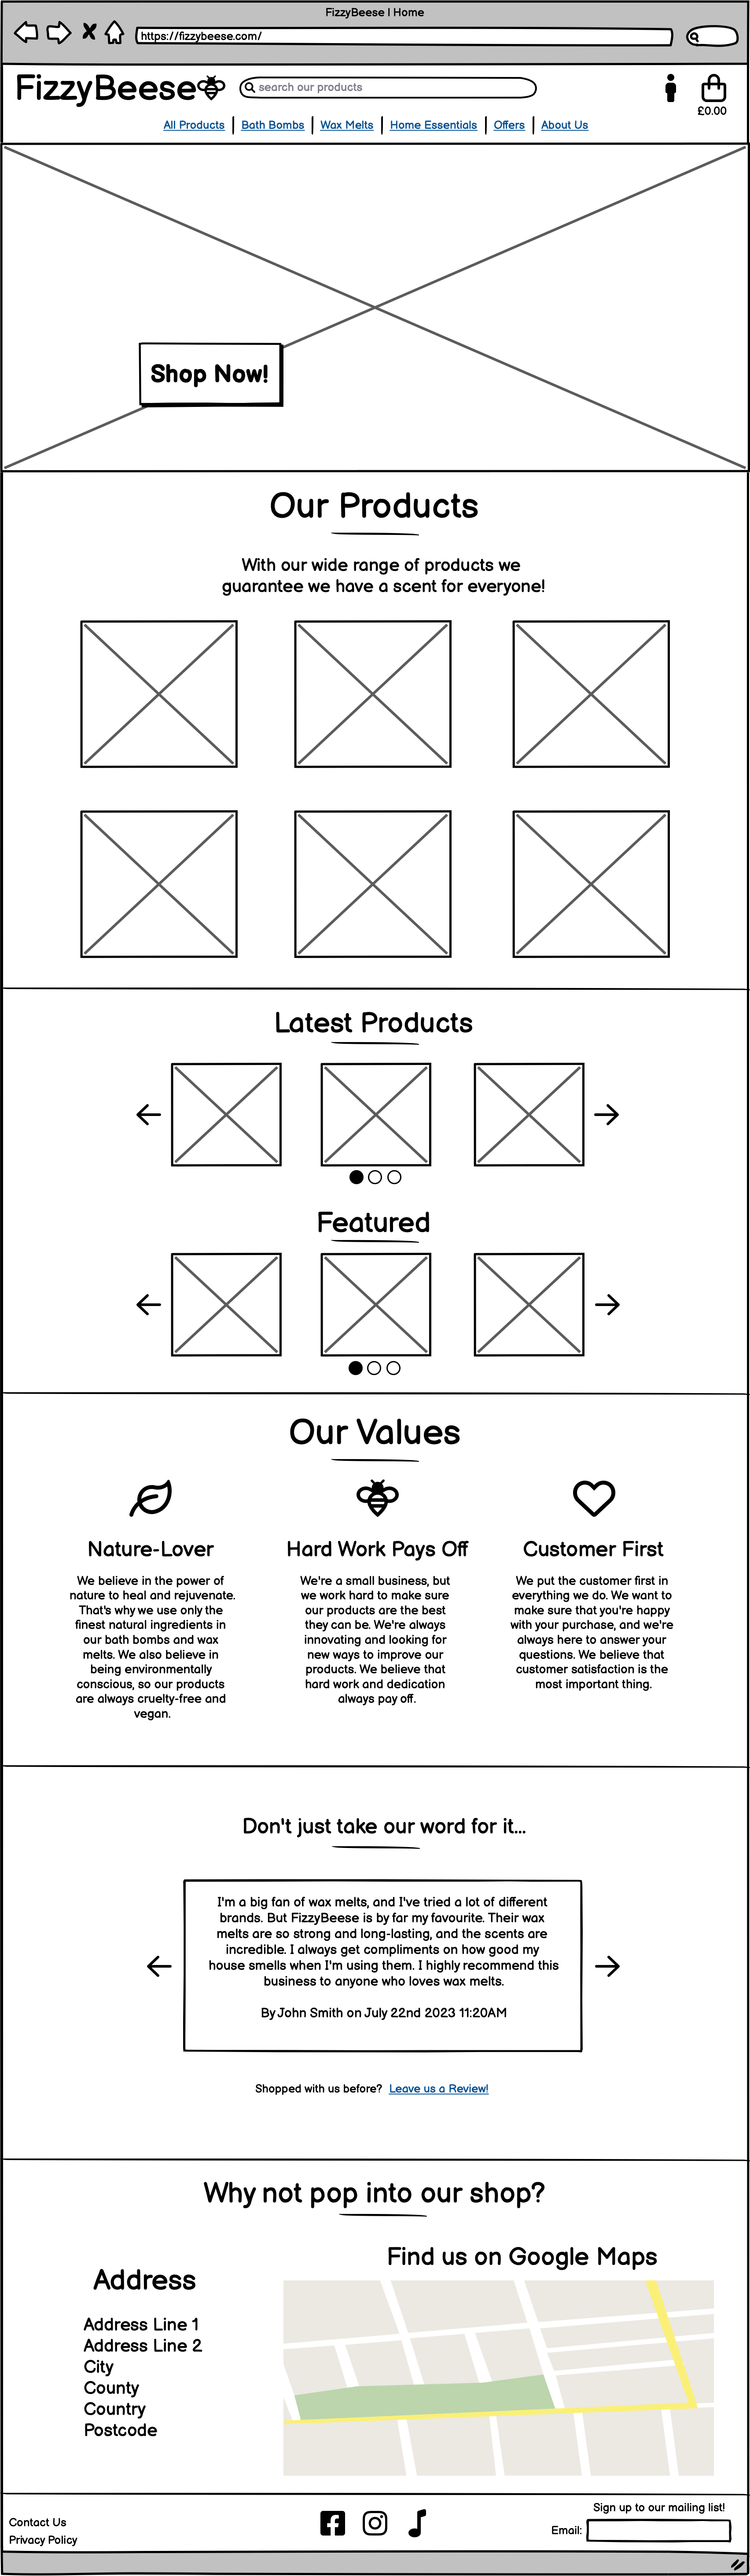 FizzyBeese | Home
https://fizzybeese.com/
FizzyBeese
search our products
£0.00
All Products
Bath Bombs
Wax Melts
Home Essentials
Offers
About Us
Shop Now!
Our Products
With our wide range of products we
guarantee we have a scent for everyone!
Latest Products
Featured
Our Values
Nature-Lover
We believe in the power of
nature to heal and rejuvenate.
That's why we use only the
finest natural ingredients in
our bath bombs and wax
melts. We also believe in
being environmentally
conscious, so our products
are always cruelty-free and
vegan.
Hard Work Pays Off
We're a small business, but
we work hard to make sure
our products are the best
they can be. We're always
innovating and looking for
new ways to improve our
products. We believe that
hard work and dedication
always pay off.
Customer First
We put the customer first in
everything we do. We want to
make sure that you're happy
with your purchase, and we're
always here to answer your
questions. We believe that
customer satisfaction is the
most important thing.
Don't just take our word for it...
I'm a big fan of wax melts, and I've tried a lot of different
brands. But FizzyBeese is by far my favourite. Their wax
melts are so strong and long-lasting, and the scents are
incredible. I always get compliments on how good my
house smells when I'm using them. I highly recommend this
business to anyone who loves wax melts.
By John Smith on July 22nd 2023 11:20AM
Shopped with us before? Leave us a Review!
Why not pop into our shop?
Address
Address Line 1
Address Line 2
City
County
Country
Postcode
Find us on Google Maps
Contact Us
Privacy Policy
Sign up to our mailing list!
Email: